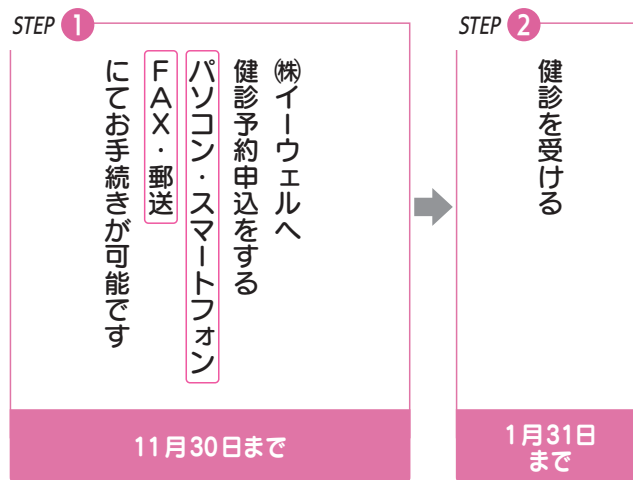 STEP 1
㈱イーウェルへ
健診予約申込をする
パソコン・スマートフォン
FAX・郵送
にてお手続きが可能です
11月30日まで
STEP 2
健診を受ける
1月31日
まで